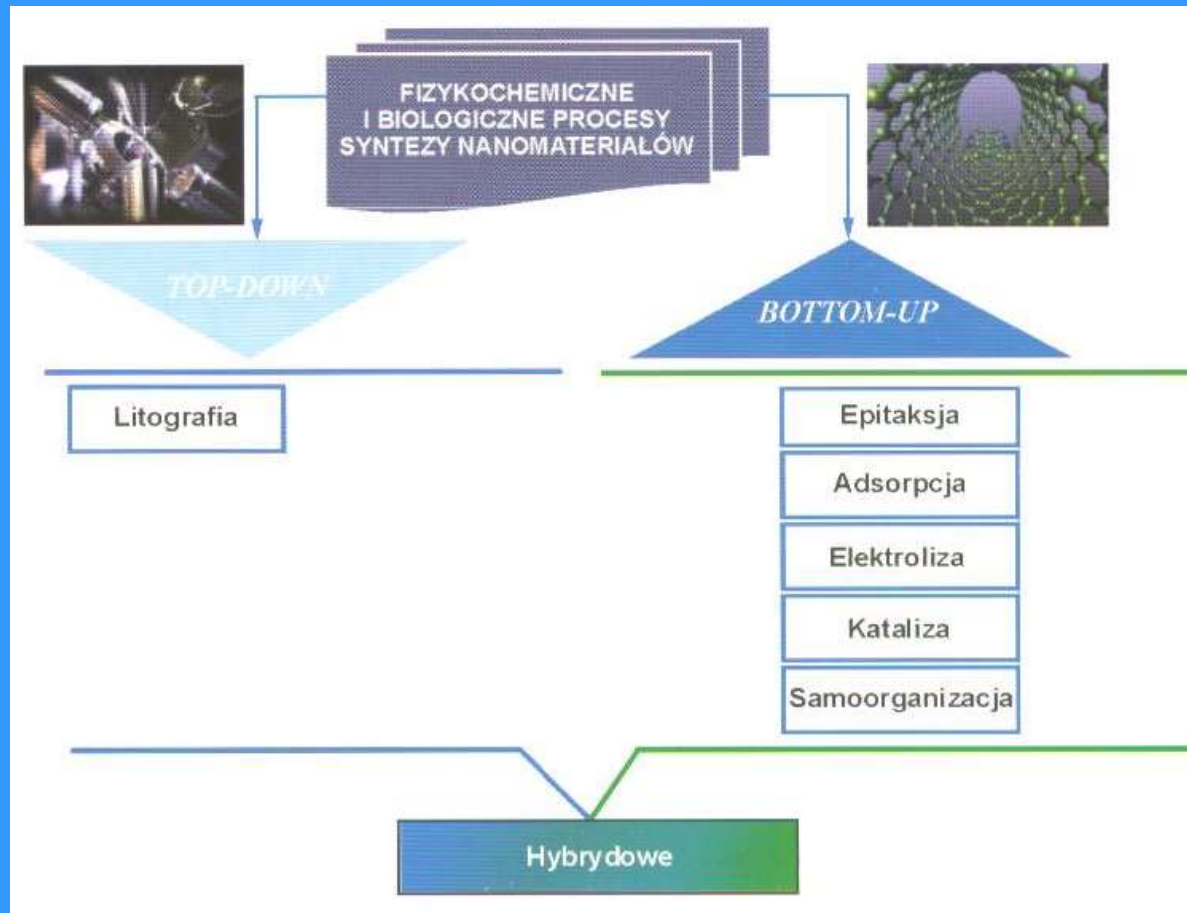 FIZYKOCHEMICZNE
I BIOLOGICZNE PROCESY
SYNTEZY NANOMATERIAŁÓW
TOP-DOWN
BOTTOM-UP
Litografia
Epitaksja
Adsorpcja
Elektroliza
Kataliza
Samoorganizacja
Hybrydowe